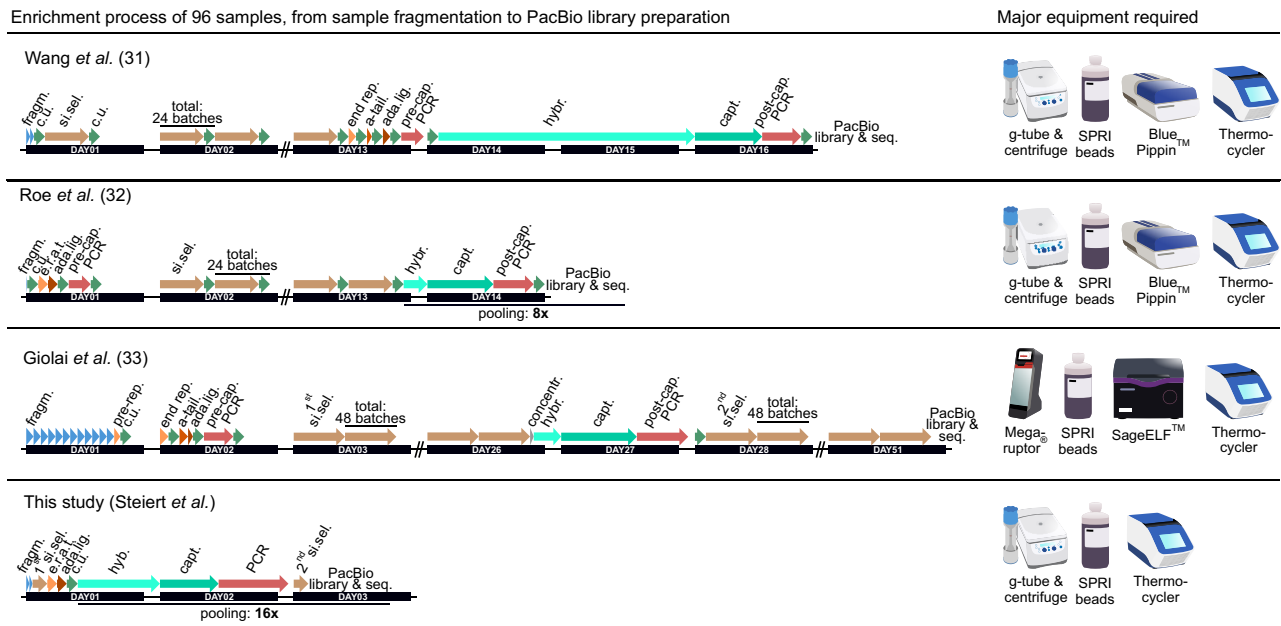 Enrichment process of 96 samples, from sample fragmentation to PacBio library preparation
Major equipment required
Wang et al. (31)
fragm.
c.u.
si.sel.
c.u.
total:
24 batches
end rep.
a-tail.
ada.lig.
pre-cap.
PCR
hybr.
capt.
post-cap.
PCR
PacBio
library & seq.
DAY01
DAY02
//
DAY13
DAY14
DAY15
DAY16
g-tube &
centrifuge
SPRI
beads
Blue
Pippin™
Thermo-
cycler
Roe et al. (32)
fragm.
c.u.
e.r.a.t.
ada.lig.
pre-cap.
PCR
si.sel.
total:
24 batches
hybr.
capt.
post-cap.
PCR
PacBio
library & seq.
DAY01
DAY02
//
DAY13
DAY14
pooling: 8x
g-tube &
centrifuge
SPRI
beads
Blue
Pippin™
Thermo-
cycler
Giolai et al. (33)
fragm.
pre-rep.
c.u.
end rep.
a-tail.
ada.lig.
pre-cap.
PCR
1st
si.sel.
total:
48 batches
concentr.
hybr.
capt.
post-cap.
PCR
2nd
si.sel.
total:
48 batches
PacBio
library &
seq.
DAY01
DAY02
DAY03
//
DAY26
DAY27
DAY28
//
DAY51
Mega-
ruptor®
SPRI
beads
SageELF™
Thermo-
cycler
This study (Steiert et al.)
fragm.
1st si.sel.
e.r.a.t.
ada.lig.
c.u.
hyb.
capt.
PCR
2nd si.sel.
PacBio
library & seq.
DAY01
DAY02
DAY03
pooling: 16x
g-tube &
centrifuge
SPRI
beads
Thermo-
cycler